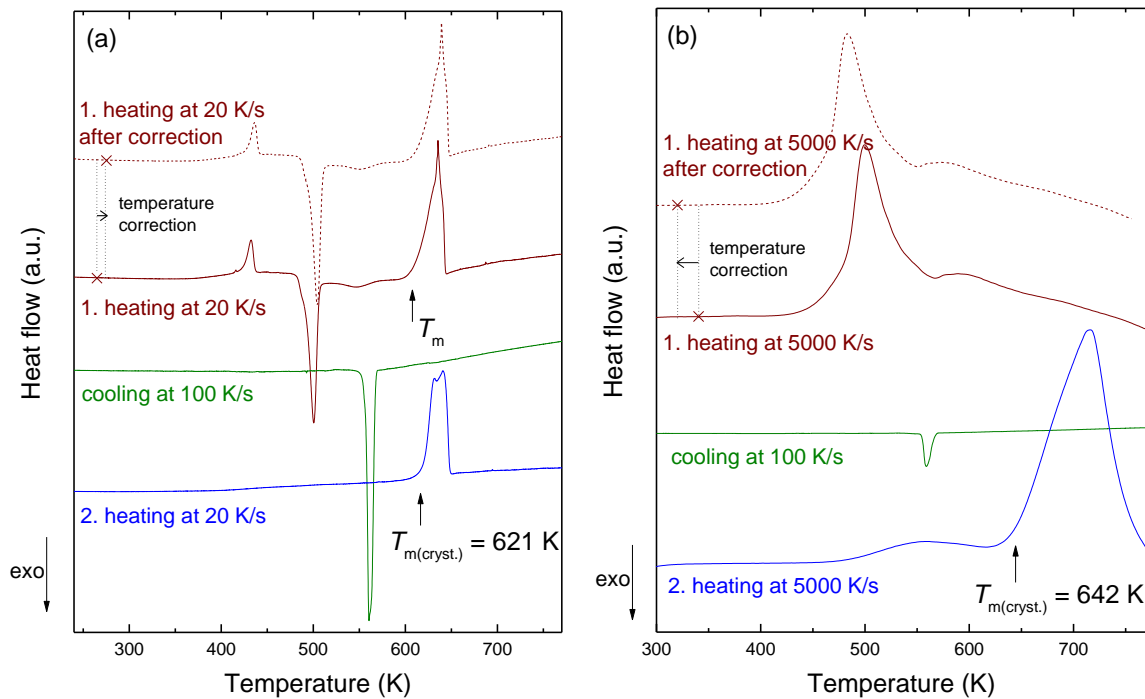 (a)
1. heating at 20 K/s
after correction
temperature
correction
1. heating at 20 K/s
Tm
cooling at 100 K/s
2. heating at 20 K/s
Tm(cryst.) = 621 K
exo
Heat flow (a.u.)
300 400 500 600 700
Temperature (K)
(b)
1. heating at 5000 K/s
after correction
temperature
correction
1. heating at 5000 K/s
cooling at 100 K/s
Tm(cryst.) = 642 K
2. heating at 5000 K/s
exo
Heat flow (a.u.)
300 400 500 600 700
Temperature (K)